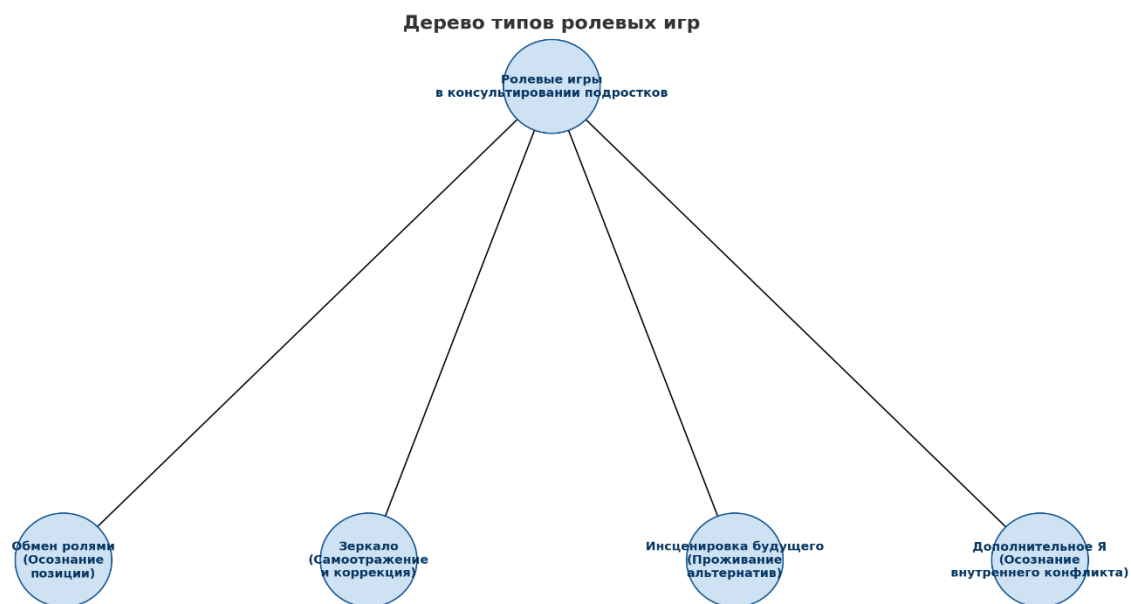 Дерево типов ролевых игр
Ролевые игры
в консультировании подростков
Обмен ролями
(Осознание
позиции)
Зеркало
(Самоотражение
и коррекция)
Инсценировка будущего
(Проживание
альтернатив)
Дополнительное Я
(Осознание
внутреннего конфликта)